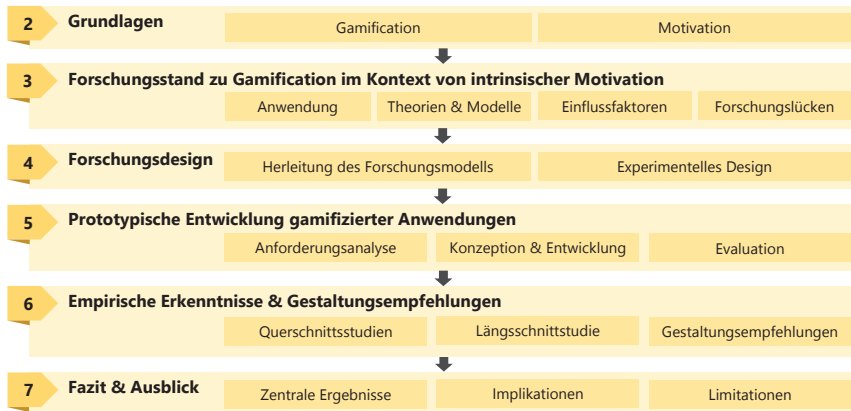 2 Grundlagen
Gamification Motivation
3 Forschungsstand zu Gamification im Kontext von intrinsischer Motivation
Anwendung Theorien & Modelle Einflussfaktoren Forschungslücken
4 Forschungsdesign
Herleitung des Forschungsmodells Experimentelles Design
5 Prototypische Entwicklung gamifizierter Anwendungen
Anforderungsanalyse Konzeption & Entwicklung Evaluation
6 Empirische Erkenntnisse & Gestaltungsempfehlungen
Querschnittsstudien Längsschnittstudie Gestaltungsempfehlungen
7 Fazit & Ausblick
Zentrale Ergebnisse Implikationen Limitationen